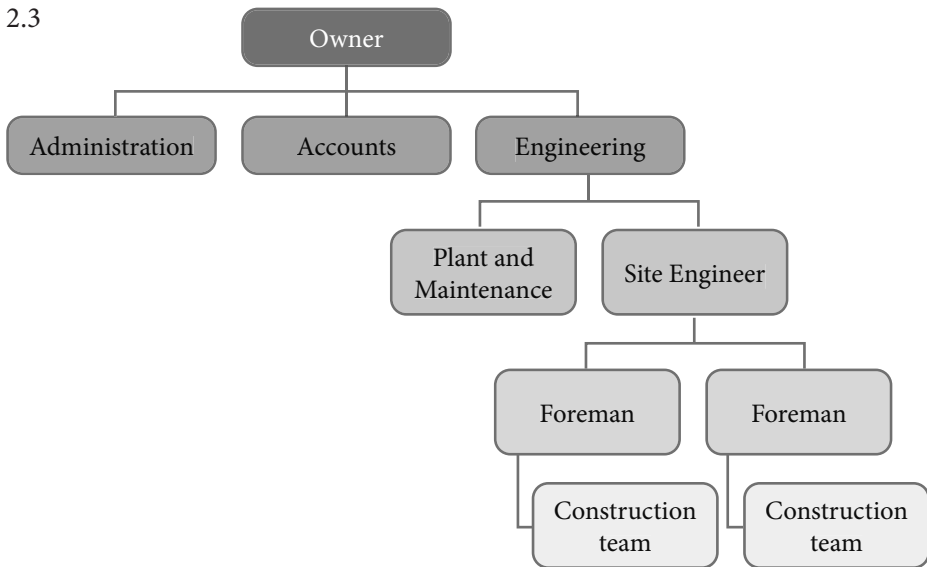 2.3
Owner
Administration
Accounts
Engineering
Plant and
Maintenance
Site Engineer
Foreman
Foreman
Construction
team
Construction
team